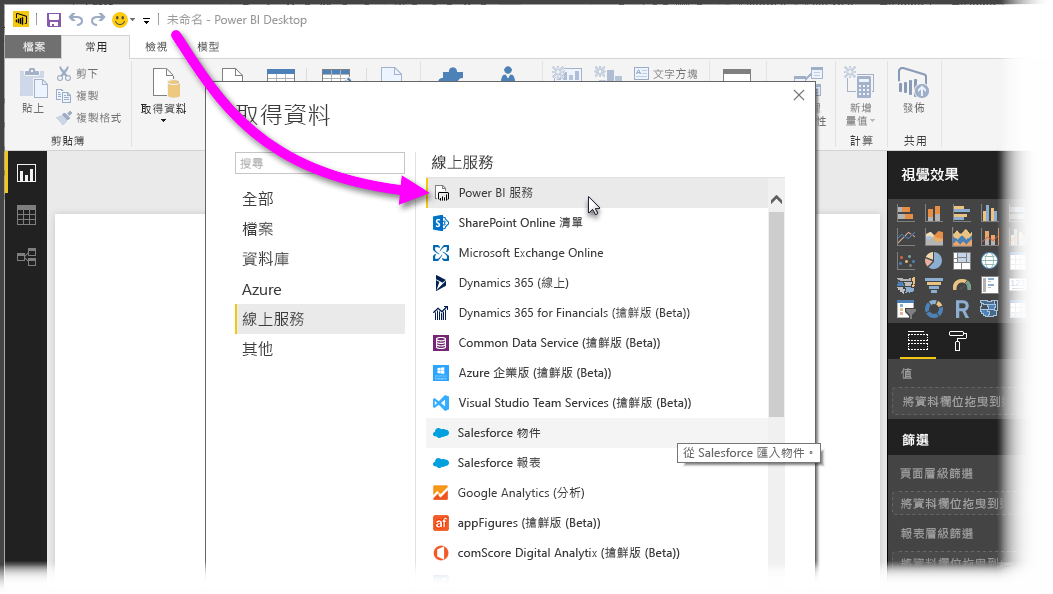 未命名 - Power BI Desktop
檔案
常用
檢視
模型
貼上
剪下
複製
複製格式
剪貼簿
取得資料
文字方塊
性
新增
量值
計算
發佈
共用
取得資料
搜尋
全部
檔案
資料庫
Azure
線上服務
其他
線上服務
Power BI 服務
SharePoint Online 清單
Microsoft Exchange Online
Dynamics 365 (線上)
Dynamics 365 for Financials (搶鮮版 (Beta))
Common Data Service (搶鮮版 (Beta))
Azure 企業版 (搶鮮版 (Beta))
Visual Studio Team Services (搶鮮版 (Beta))
Salesforce 物件
從 Salesforce 匯入物件。
Salesforce 報表
Google Analytics (分析)
appFigures (搶鮮版 (Beta))
comScore Digital Analytix (搶鮮版 (Beta))
視覺效果
值
將資料欄位拖曳到
篩選
頁面層級篩選
將資料欄位拖曳到
報表層級篩選
將資料欄位拖曳到